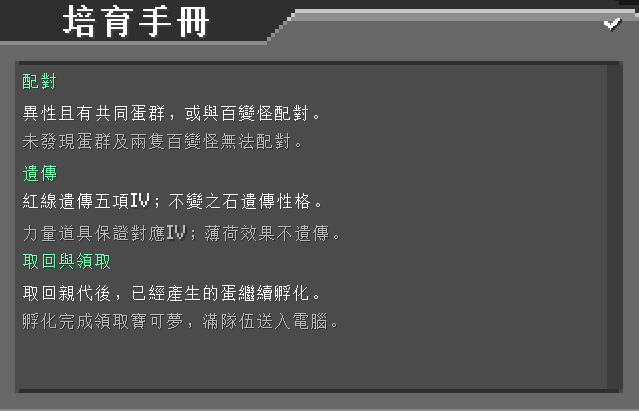 培育手冊
配對
異性且有共同蛋群，或與百變怪配對。
未發現蛋群及兩隻百變怪無法配對。
遺傳
紅線遺傳五項IV；不變之石遺傳性格。
力量道具保證對應IV；薄荷效果不遺傳。
取回與領取
取回親代後，已經產生的蛋繼續孵化。
孵化完成領取寶可夢，滿隊伍送入電腦。